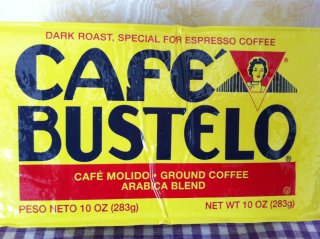 DARK ROAST, SPECIAL FOR ESPRESSO COFFEE
CAFÉ
BUSTELO
CAFÉ MOLIDO • GROUND COFFEE
ARABICA BLEND
PESO NETO 10 OZ (283g) NET WT 10 OZ (283g)